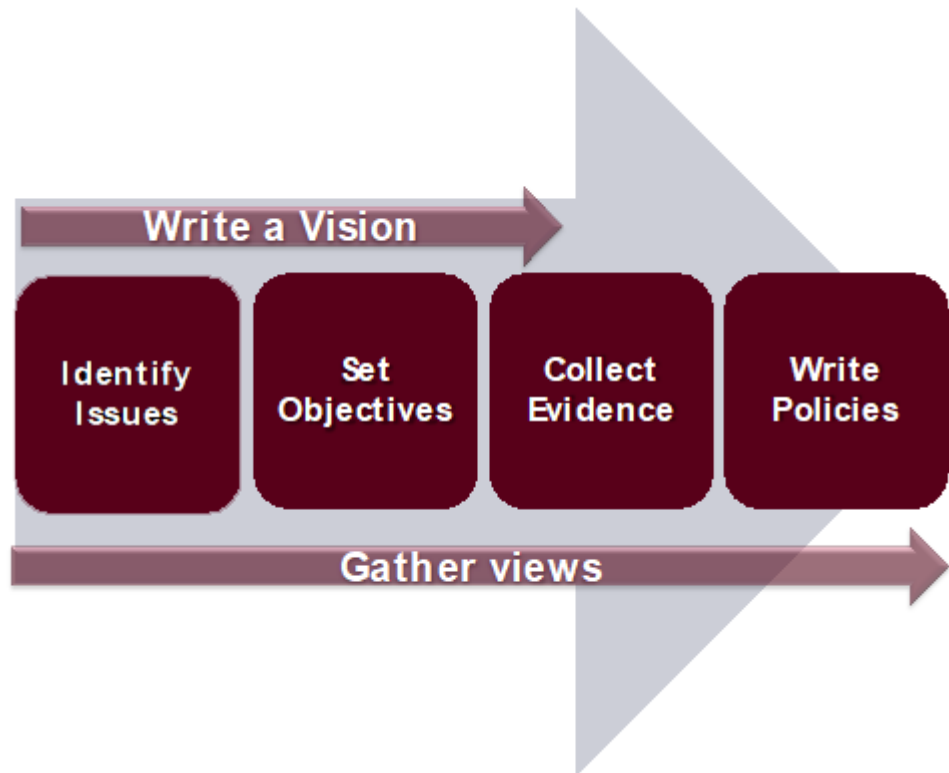 Write a Vision
Identify
Issues
Set
Objectives
Collect
Evidence
Write
Policies
Gather views